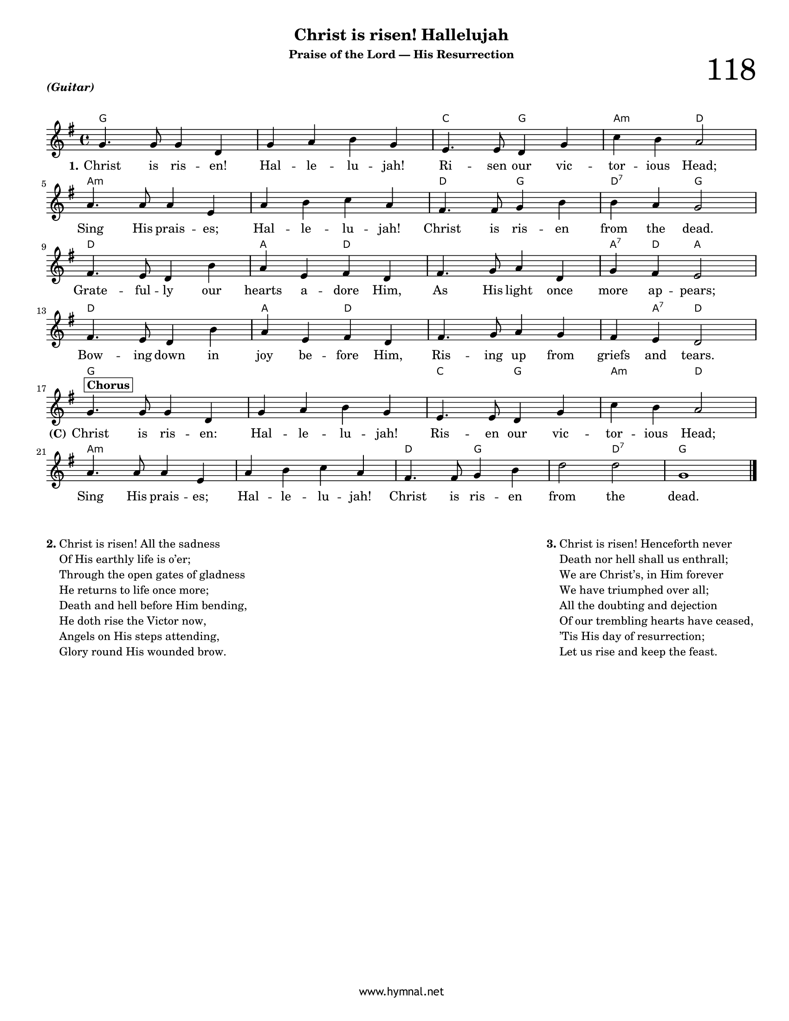 Christ is risen! Hallelujah
Praise of the Lord — His Resurrection
118
(Guitar)
G C G Am D
1. Christ is ris - en! Hal - le - lu - jah! Ri - sen our vic - tor - ious Head;
5 Am D G D7 G
Sing His prais - es; Hal - le - lu - jah! Christ is ris - en from the dead.
9 D A D A7 D A
Grate - ful - ly our hearts a - dore Him, As His light once more ap - pears;
13 D A D A7 D
Bow - ing down in joy be - fore Him, Ris - ing up from griefs and tears.
G C G Am D
17 Chorus
(C) Christ is ris - en: Hal - le - lu - jah! Ris - en our vic - tor - ious Head;
21 Am D G D7 G
Sing His prais - es; Hal - le - lu - jah! Christ is ris - en from the dead.
2. Christ is risen! All the sadness
Of His earthly life is o'er;
Through the open gates of gladness
He returns to life once more;
Death and hell before Him bending,
He doth rise the Victor now,
Angels on His steps attending,
Glory round His wounded brow.
3. Christ is risen! Henceforth never
Death nor hell shall us enthrall;
We are Christ's, in Him forever
We have triumphed over all;
All the doubting and dejection
Of our trembling hearts have ceased,
'Tis His day of resurrection;
Let us rise and keep the feast.
www.hymnal.net